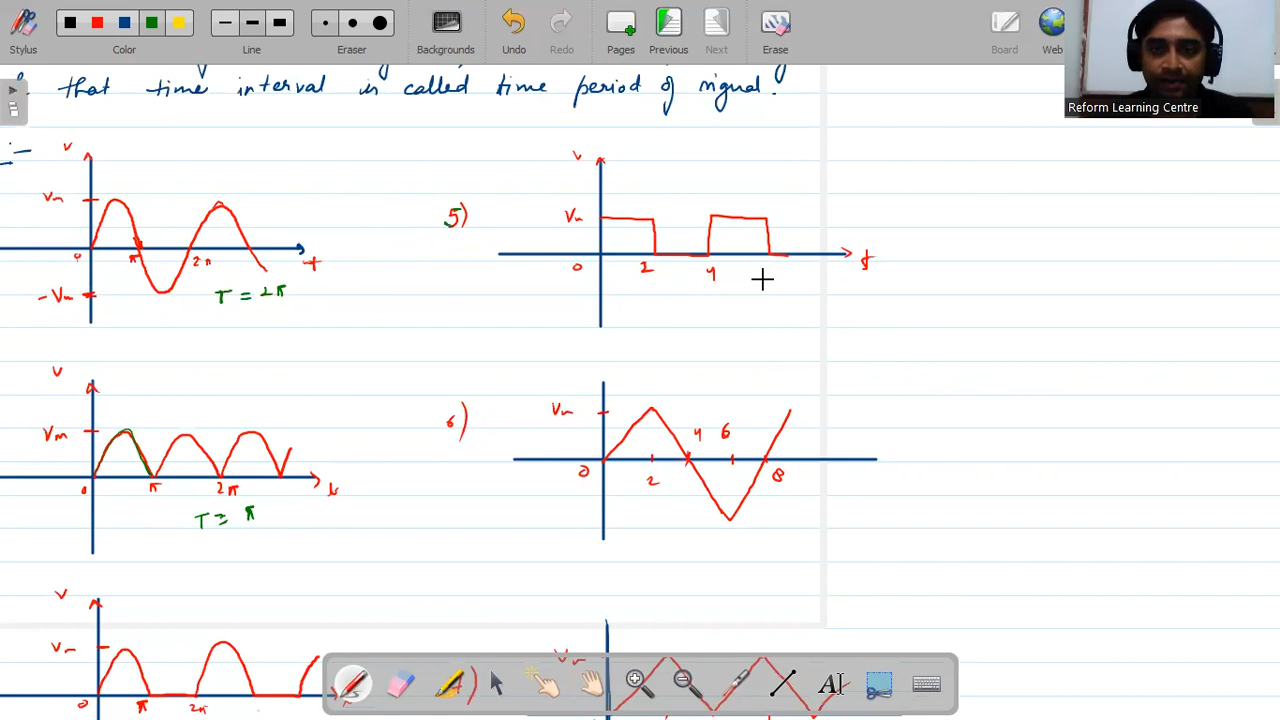 Stylus Color Line Eraser Backgrounds Undo Redo Pages Previous Next Erase Board Web
Reform Learning Centre
that time interval is called time period of signal.
:-
V
Vm
0 π 2π t
-Vm
T = 2π
5)
V
Vm
0 2 4 t
V
Vm
0 π 2π t
T = π
6)
Vm
0 2 4 6 8
V
Vm
0 π 2π
Vm